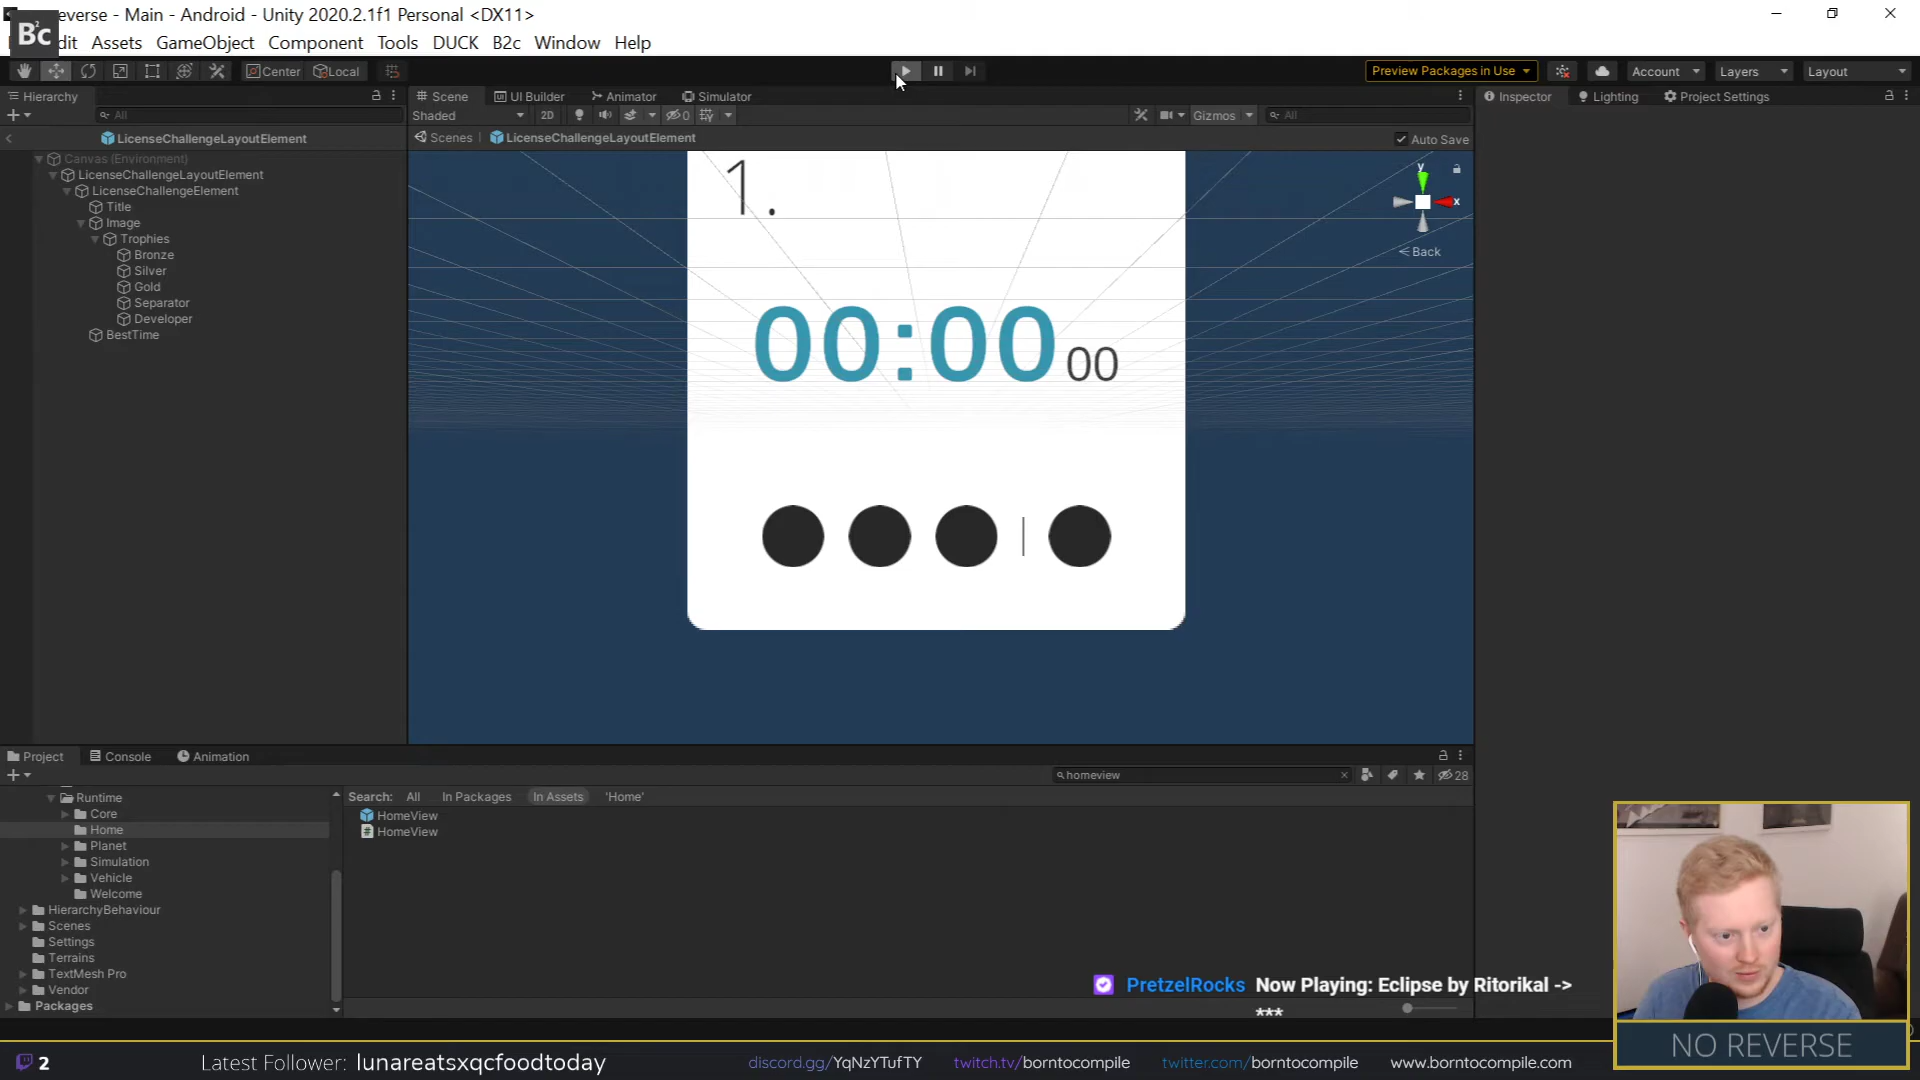 everse - Main - Android - Unity 2020.2.1f1 Personal <DX11>
B2c
dit Assets GameObject Component Tools DUCK B2c Window Help
Center Local
Preview Packages in Use Account Layers Layout
Hierarchy
All
LicenseChallengeLayoutElement
Canvas (Environment)
LicenseChallengeLayoutElement
LicenseChallengeElement
Title
Image
Trophies
Bronze
Silver
Gold
Separator
Developer
BestTime
Scene UI Builder Animator Simulator
Shaded 2D 0 Gizmos All
Scenes LicenseChallengeLayoutElement Auto Save
1.
00:00 00
y
x
Back
Inspector Lighting Project Settings
Project Console Animation
homeview 28
Search: All In Packages In Assets 'Home'
Runtime
Core
Home
Planet
Simulation
Vehicle
Welcome
HierarchyBehaviour
Scenes
Settings
Terrains
TextMesh Pro
Vendor
Packages
HomeView
HomeView
PretzelRocks Now Playing: Eclipse by Ritorikal ->
***
NO REVERSE
2 Latest Follower: lunareatsxqcfoodtoday discord.gg/YqNzYTufTY twitch.tv/borntocompile twitter.com/borntocompile www.borntocompile.com